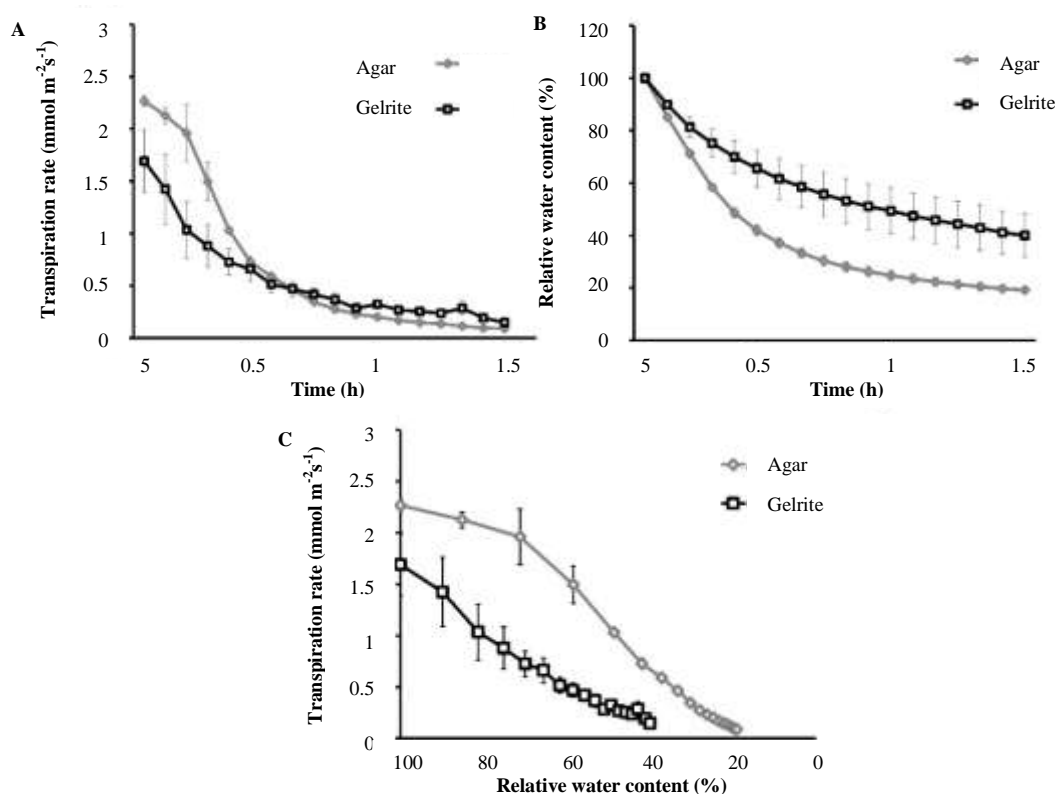 A
Transpiration rate (mmol m-2s-1)
3
2.5
2
1.5
1
0.5
0
Agar
Gelrite
5 0.5 1 1.5
Time (h)
B
Relative water content (%)
120
100
80
60
40
20
0
Agar
Gelrite
5 0.5 1 1.5
Time (h)
C
Transpiration rate (mmol m-2s-1)
3
2.5
2
1.5
1
0.5
0
Agar
Gelrite
100 80 60 40 20 0
Relative water content (%)